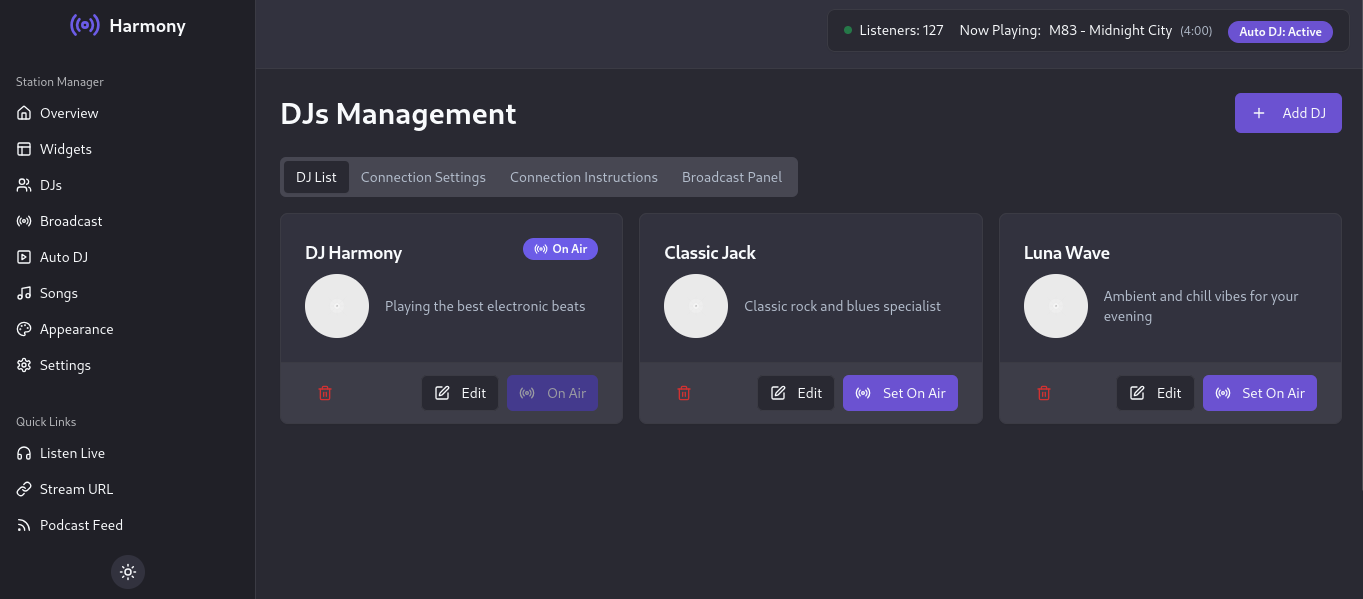 Harmony
Listeners: 127 Now Playing: M83 - Midnight City (4:00) Auto DJ: Active
Station Manager
Overview
Widgets
DJs
Broadcast
Auto DJ
Songs
Appearance
Settings
Quick Links
Listen Live
Stream URL
Podcast Feed
DJs Management
Add DJ
DJ List Connection Settings Connection Instructions Broadcast Panel
DJ Harmony
On Air
Playing the best electronic beats
Edit On Air
Classic Jack
Classic rock and blues specialist
Edit Set On Air
Luna Wave
Ambient and chill vibes for your
evening
Edit Set On Air